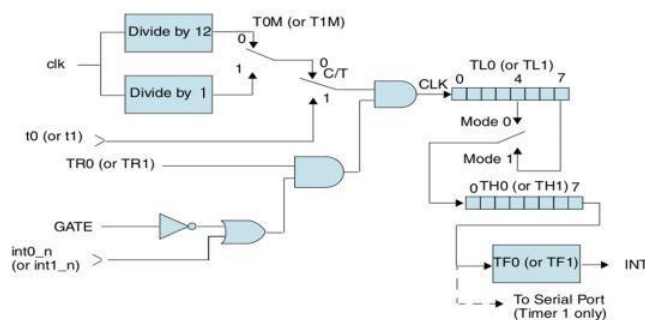 T0M (or T1M)
Divide by 12
0
0
TL0 (or TL1)
clk
C/T
CLK
0 4 7
1
Divide by 1
1
Mode 0
t0 (or t1)
Mode 1
TR0 (or TR1)
0 TH0 (or TH1) 7
GATE
int0_n
(or int1_n)
TF0 (or TF1)
INT
To Serial Port
(Timer 1 only)